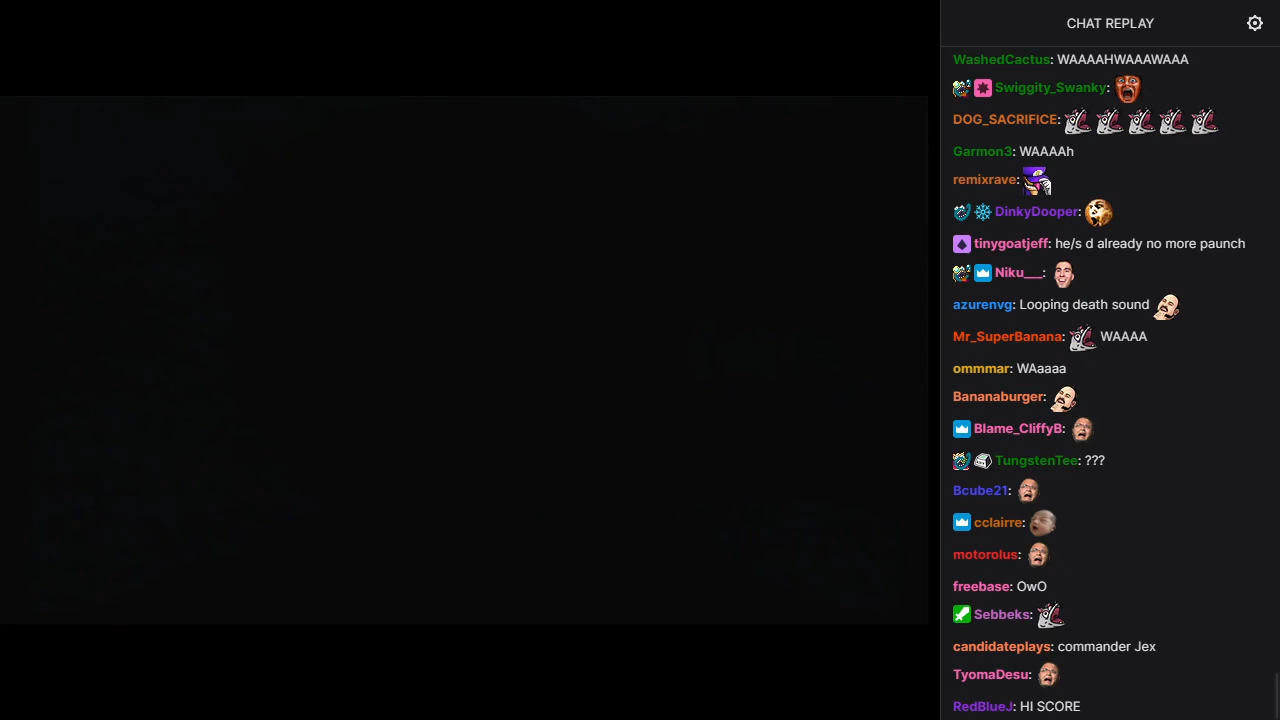 CHAT REPLAY
WashedCactus: WAAAAHWAAAWAAA
Swiggity_Swanky:
DOG_SACRIFICE:
Garmon3: WAAAAh
remixrave:
DinkyDooper:
tinygoatjeff: he/s d already no more paunch
Niku___:
azurenvg: Looping death sound
Mr_SuperBanana: WAAAA
ommmar: WAaaaa
Bananaburger:
Blame_CliffyB:
TungstenTee: ???
Bcube21:
cclairre:
motorolus:
freebase: OwO
Sebbeks:
candidateplays: commander Jex
TyomaDesu:
RedBlueJ: HI SCORE